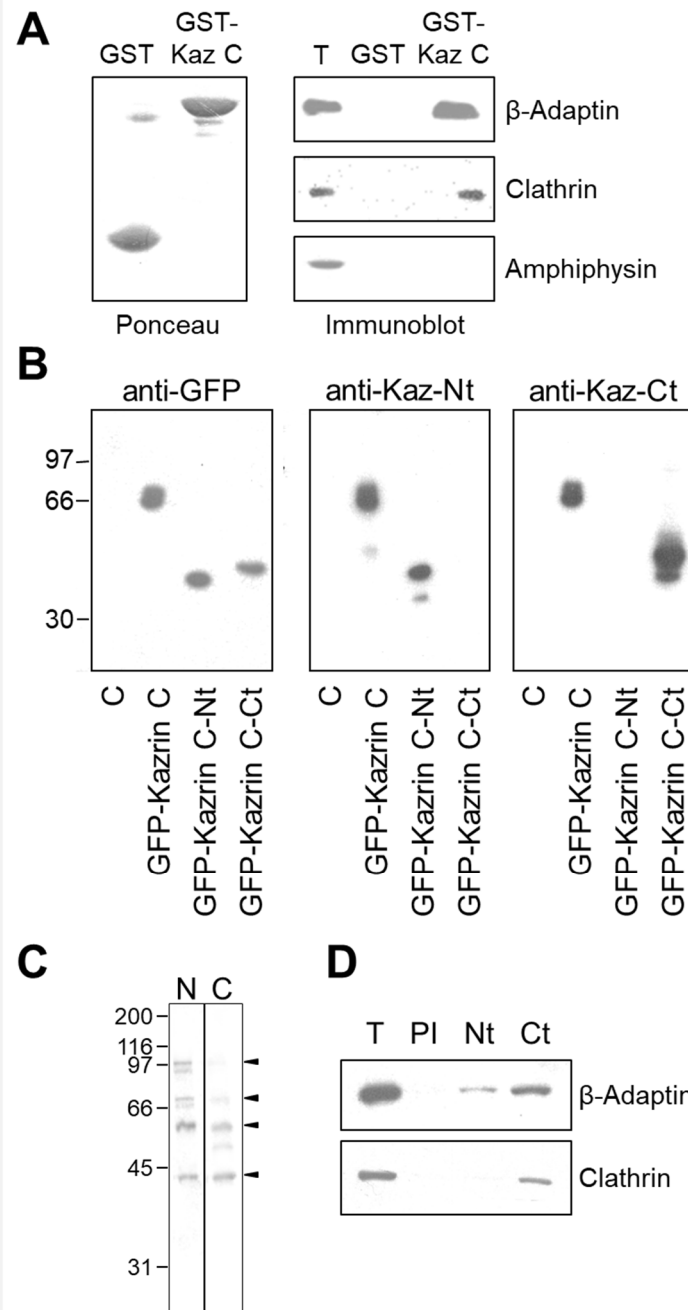 A
GST
GST-
Kaz C
T GST
GST-
Kaz C
β-Adaptin
Clathrin
Amphiphysin
Ponceau
Immunoblot
B
anti-GFP
anti-Kaz-Nt
anti-Kaz-Ct
97
66
30
C
GFP-Kazrin C
GFP-Kazrin C-Nt
GFP-Kazrin C-Ct
C
GFP-Kazrin C
GFP-Kazrin C-Nt
GFP-Kazrin C-Ct
C
GFP-Kazrin C
GFP-Kazrin C-Nt
GFP-Kazrin C-Ct
C
N C
200
116
97
66
45
31
D
T PI Nt Ct
β-Adaptin
Clathrin